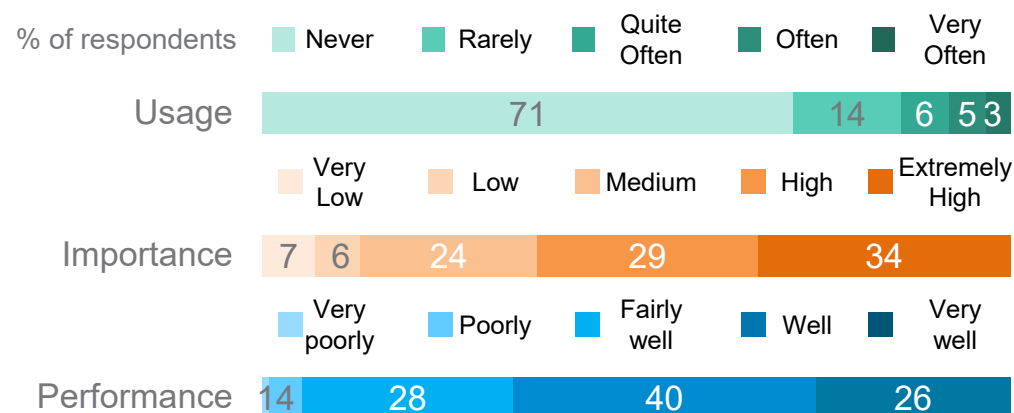 % of respondents Never Rarely Quite Often Often Very Often
Usage 71 14 6 5 3
Very Low Low Medium High Extremely High
Importance 7 6 24 29 34
Very poorly Poorly Fairly well Well Very well
Performance 1 4 28 40 26